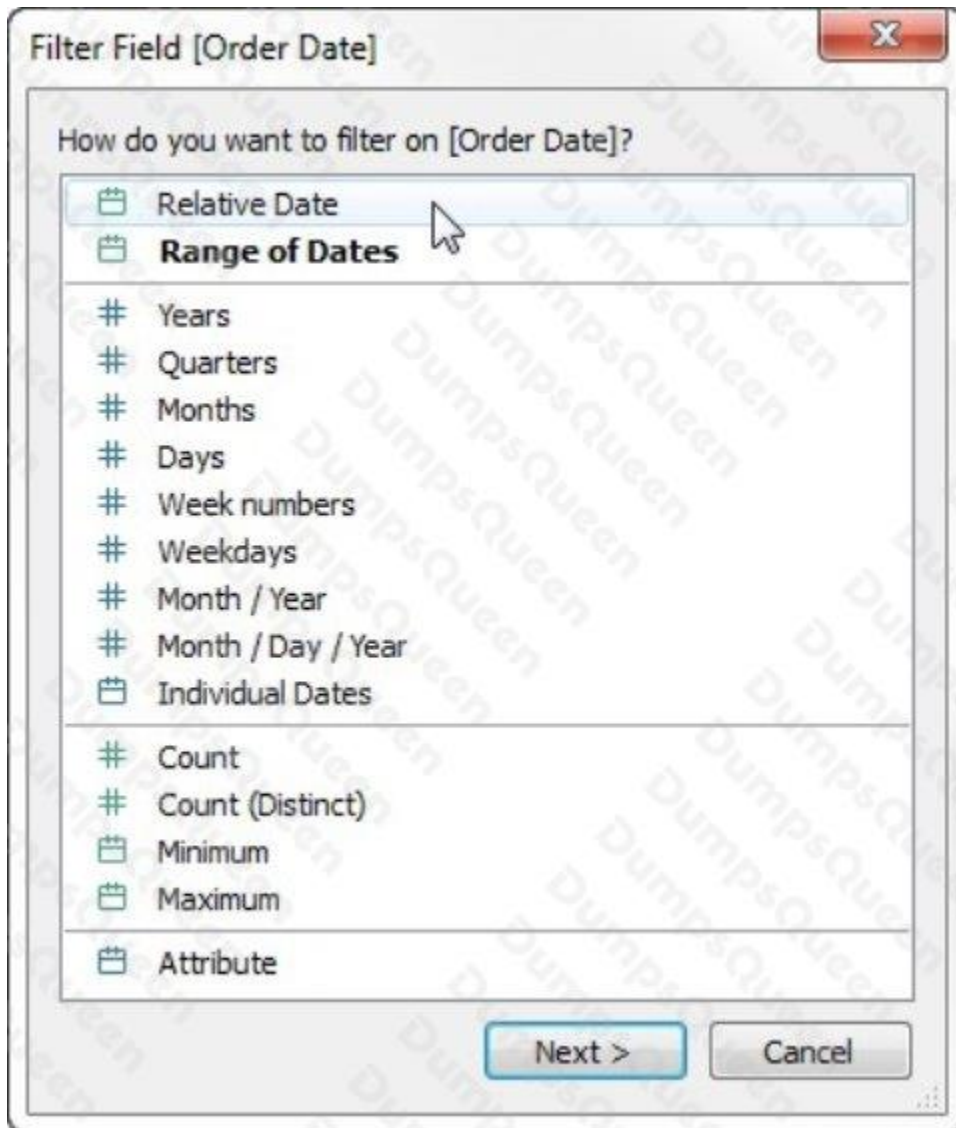 Filter Field [Order Date]
How do you want to filter on [Order Date]?
Relative Date
Range of Dates
Years
Quarters
Months
Days
Week numbers
Weekdays
Month / Year
Month / Day / Year
Individual Dates
Count
Count (Distinct)
Minimum
Maximum
Attribute
Next >
Cancel
DumpsQueen